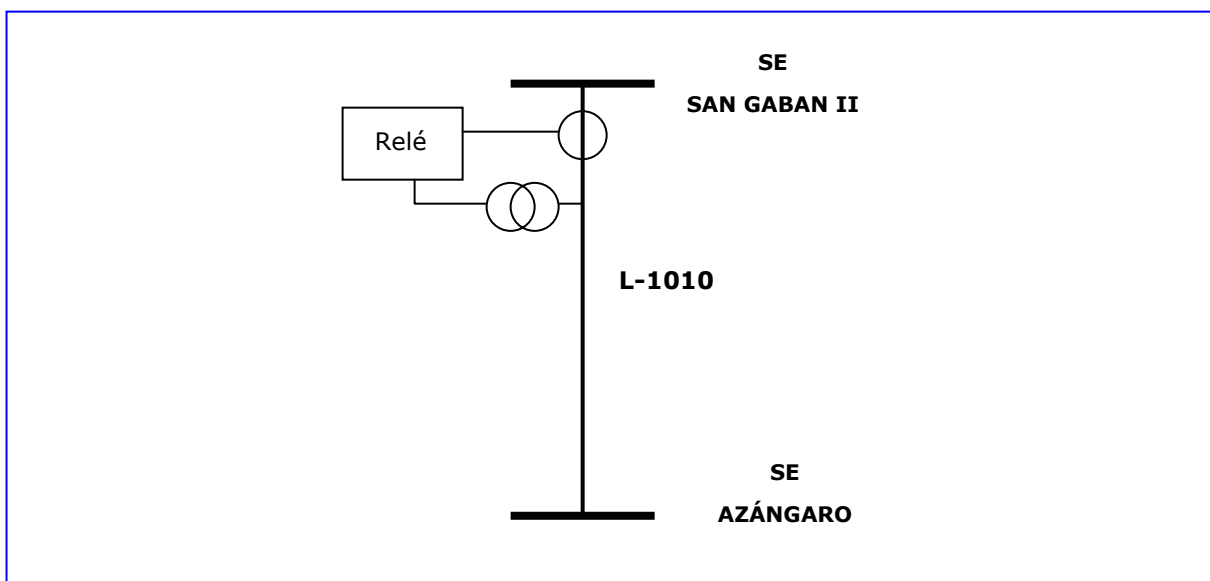 SE
SAN GABAN II
Relé
L-1010
SE
AZÁNGARO